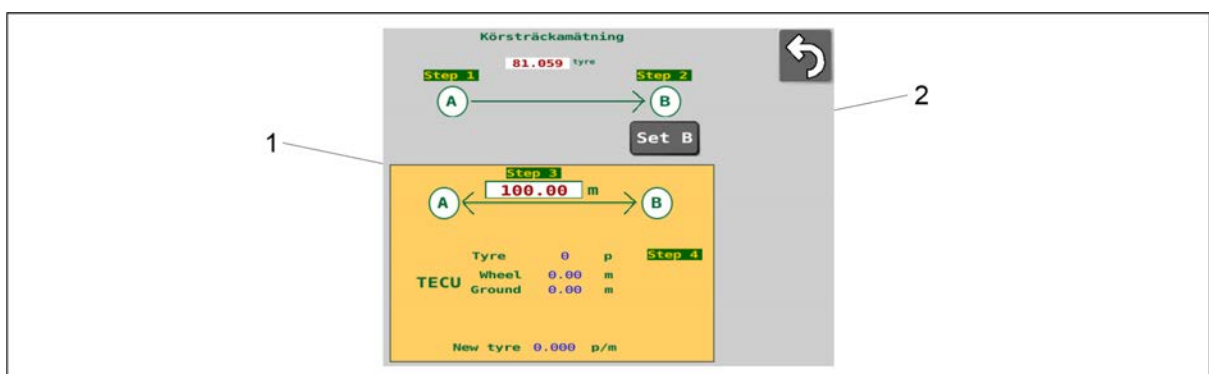 Körsträckamätning
81.059 tyre
Step 1 Step 2
A B
Set B
1
2
Step 3
100.00 m
A B
Tyre 0 p Step 4
TECU
Wheel 0.00 m
Ground 0.00 m
New tyre 0.000 p/m